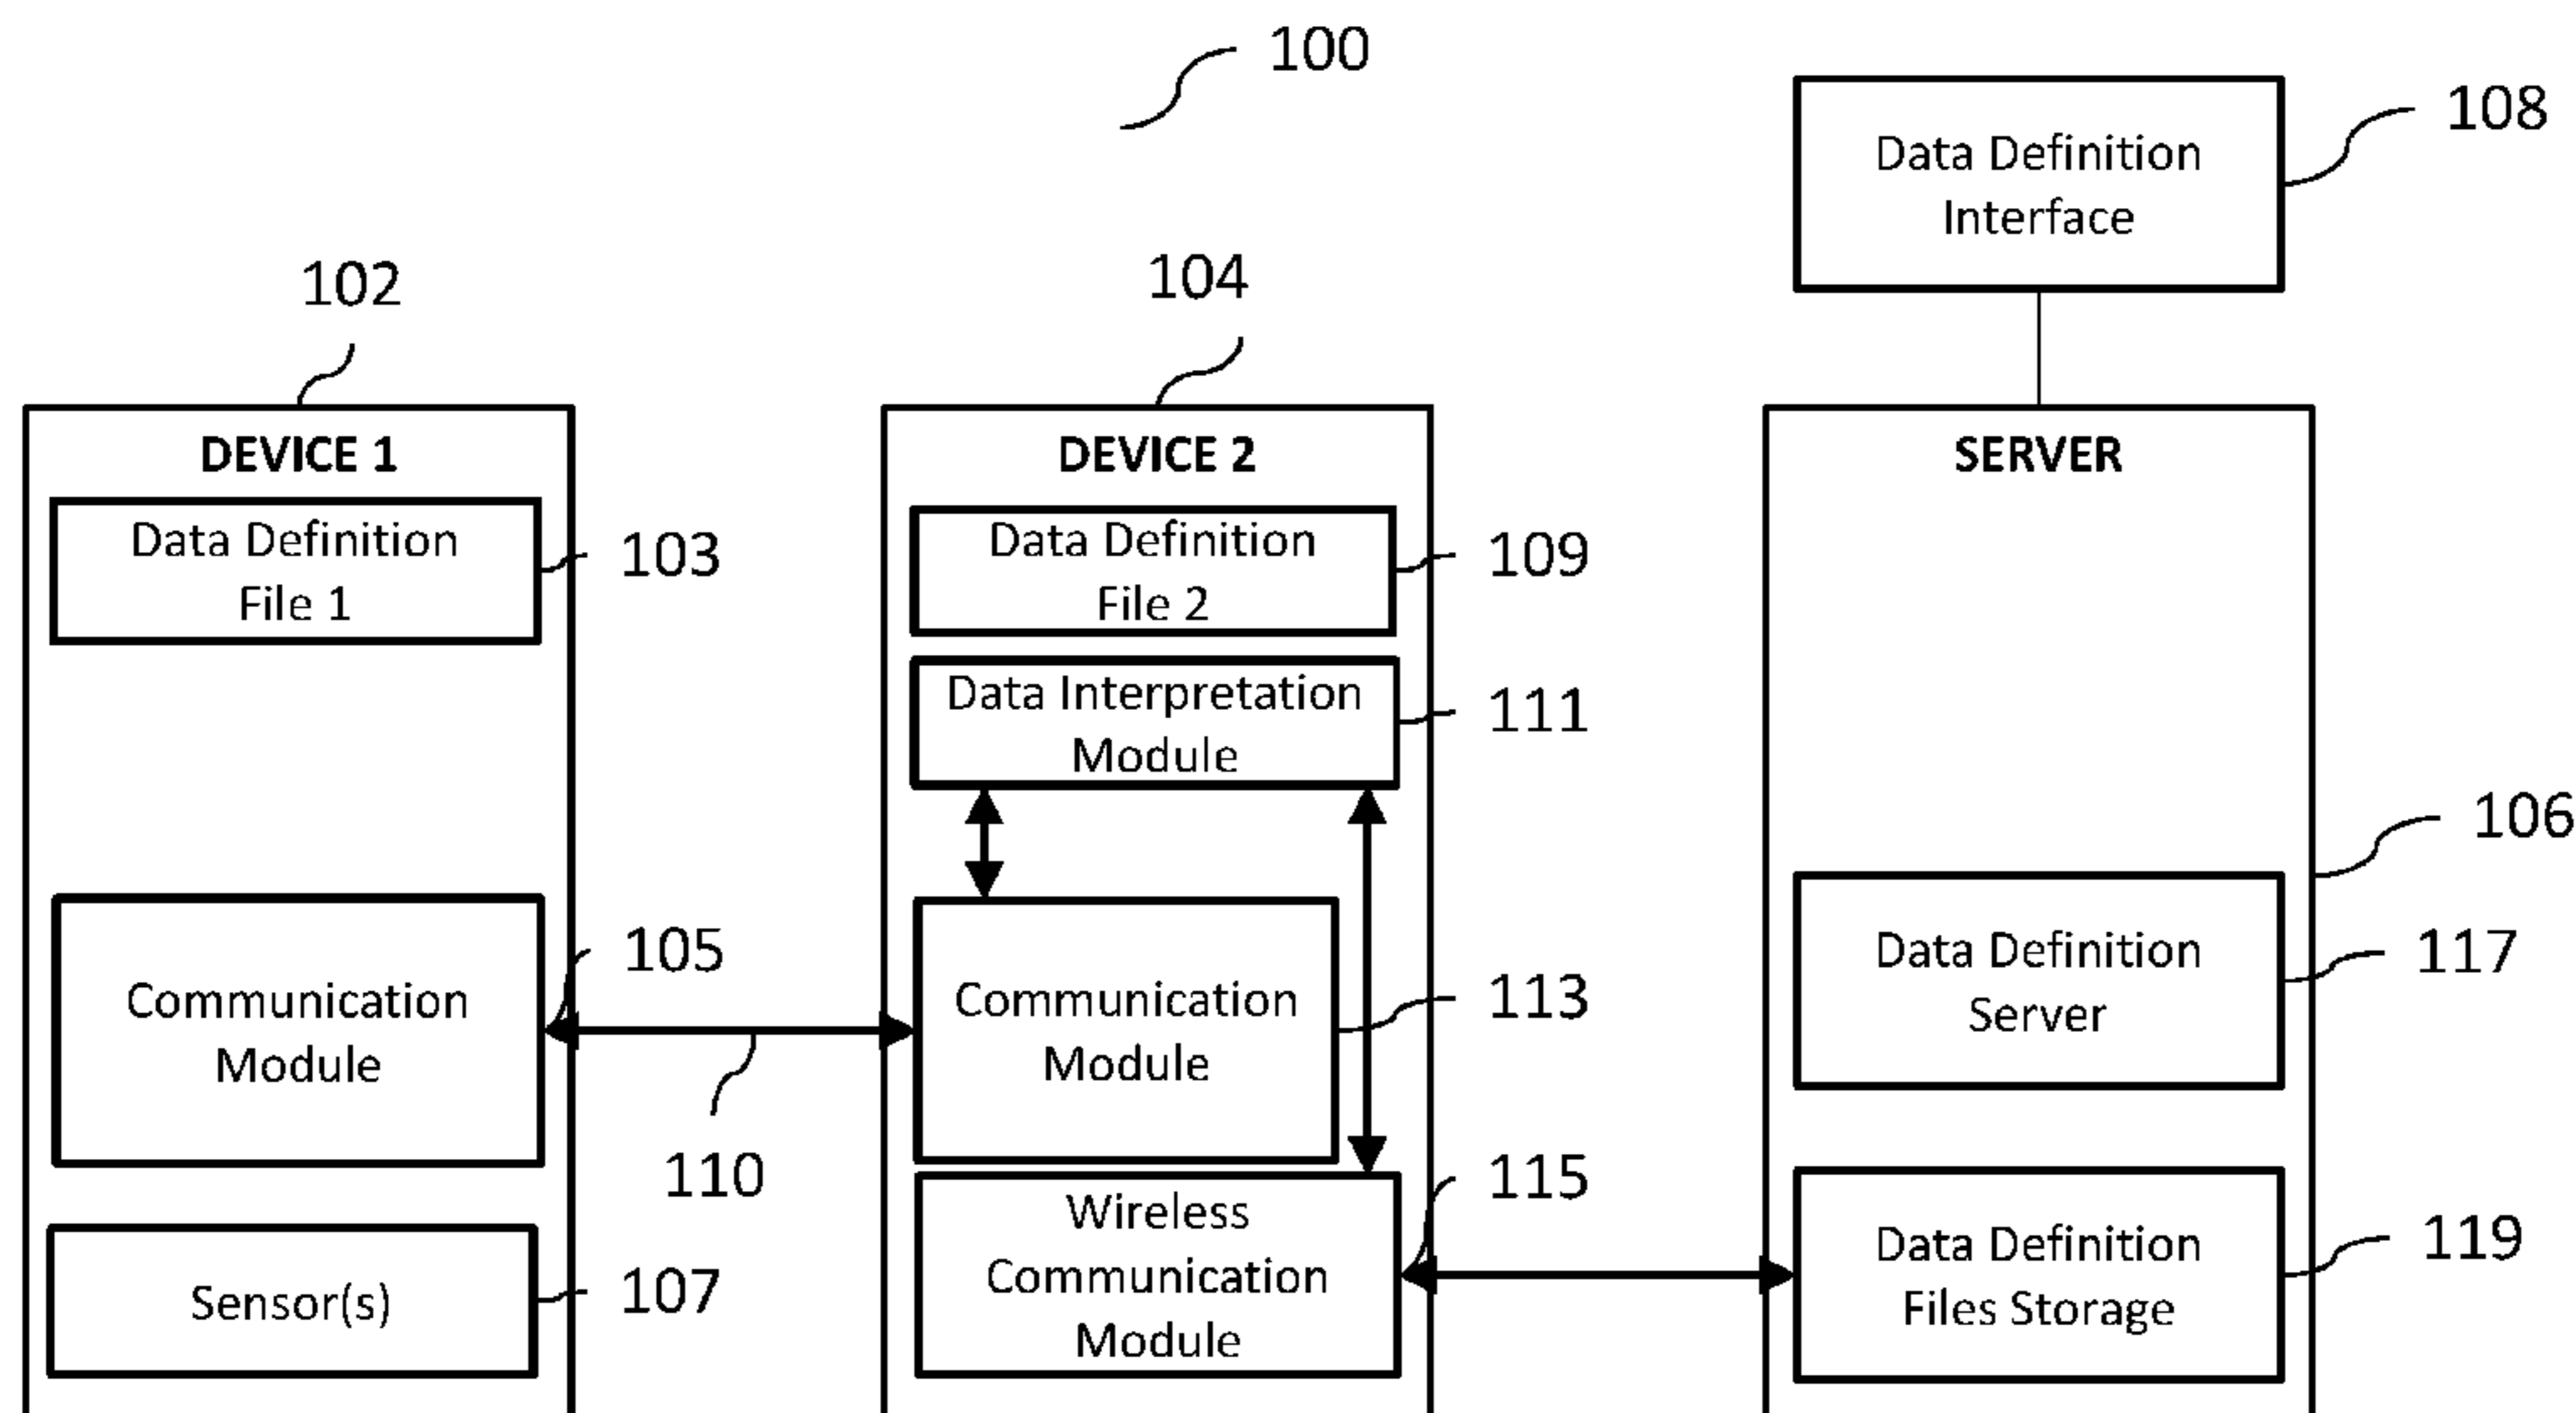 100
108
Data Definition
Interface
102
104
DEVICE 1
Data Definition
File 1
103
Communication
Module
105
Sensor(s)
107
110
DEVICE 2
Data Definition
File 2
109
Data Interpretation
Module
111
Communication
Module
113
Wireless
Communication
Module
115
SERVER
106
Data Definition
Server
117
Data Definition
Files Storage
119